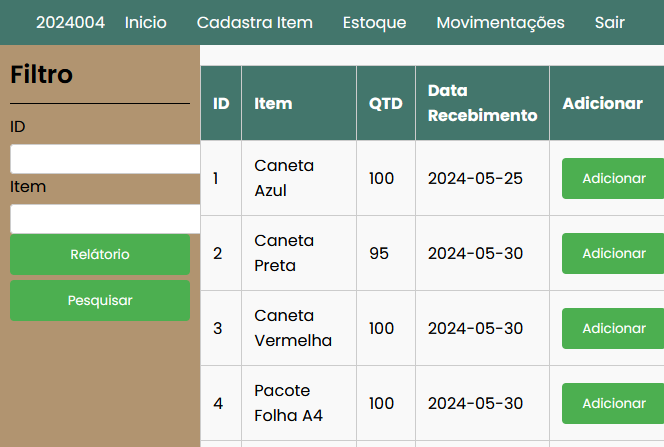 2024004 Inicio Cadastra Item Estoque Movimentações Sair
Filtro
ID
Item
Relátorio
Pesquisar
ID Item QTD Data Recebimento Adicionar
1 Caneta Azul 100 2024-05-25 Adicionar
2 Caneta Preta 95 2024-05-30 Adicionar
3 Caneta Vermelha 100 2024-05-30 Adicionar
4 Pacote Folha A4 100 2024-05-30 Adicionar